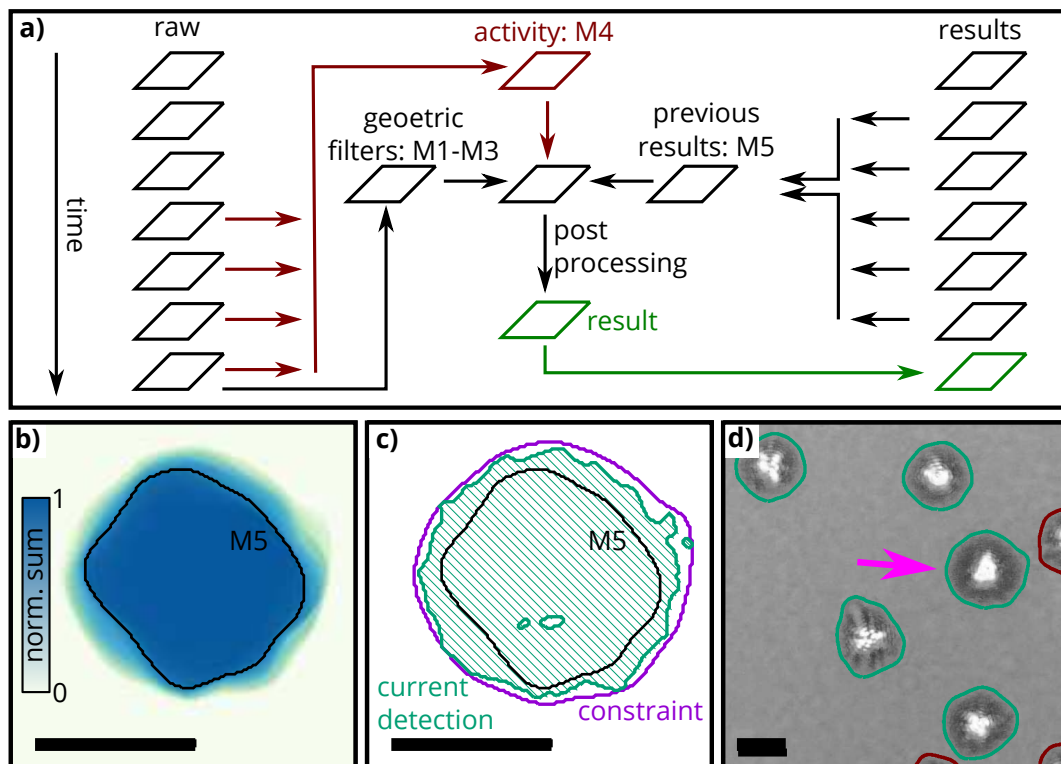 a)
raw
activity: M4
results
geoetric
filters: M1-M3
previous
results: M5
time
post
processing
result
b)
1
norm. sum
0
M5
c)
M5
current
detection
constraint
d)